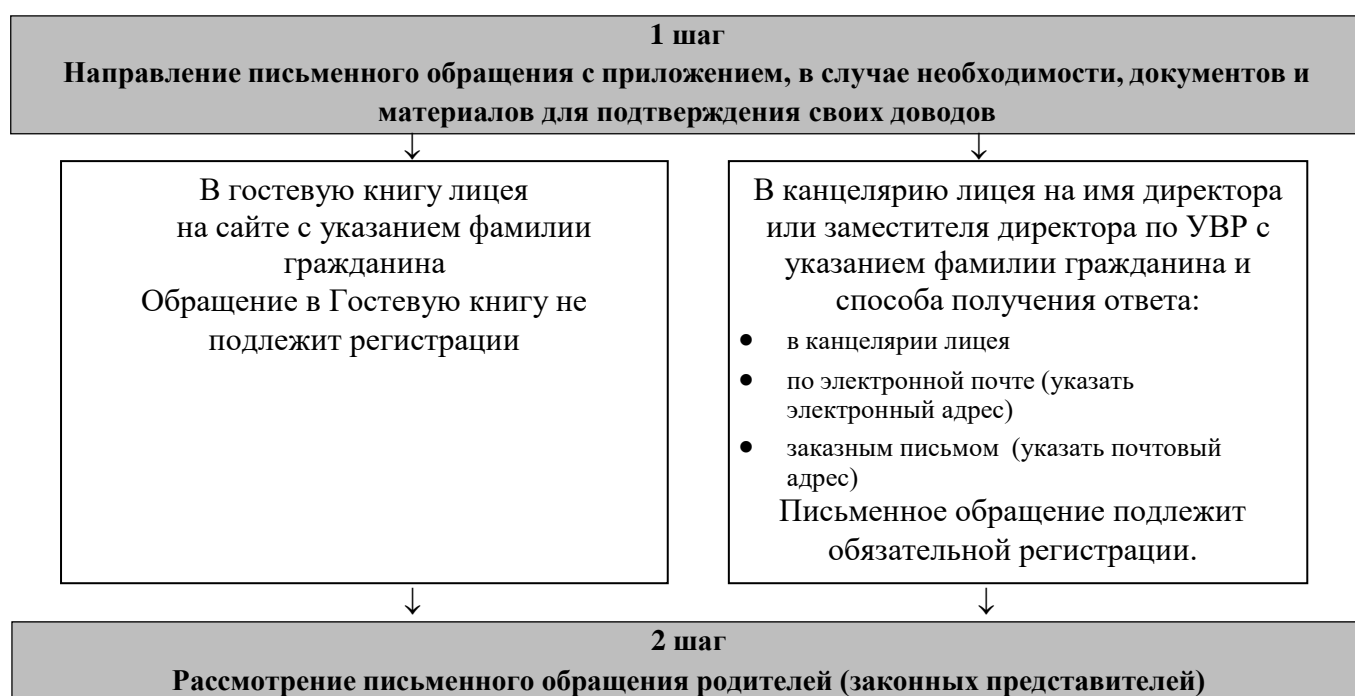 1 шаг
Направление письменного обращения с приложением, в случае необходимости, документов и
материалов для подтверждения своих доводов
↓ ↓
В гостевую книгу лицея
на сайте с указанием фамилии
гражданина
Обращение в Гостевую книгу не
подлежит регистрации
В канцелярию лицея на имя директора
или заместителя директора по УВР с
указанием фамилии гражданина и
способа получения ответа:
• в канцелярии лицея
• по электронной почте (указать
электронный адрес)
• заказным письмом (указать почтовый
адрес)
Письменное обращение подлежит
обязательной регистрации.
↓ ↓
2 шаг
Рассмотрение письменного обращения родителей (законных представителей)